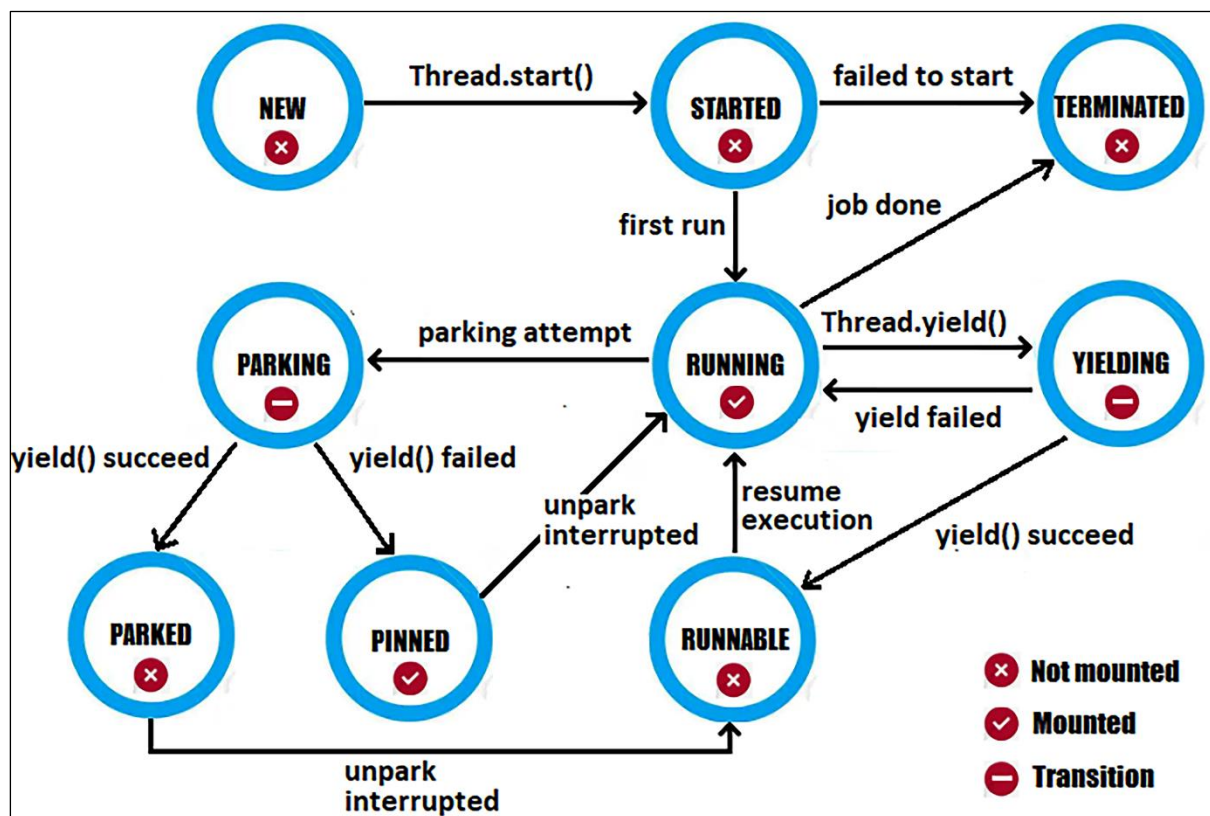 Thread.start()
failed to start
NEW
STARTED
TERMINATED
first run
job done
parking attempt
Thread.yield()
PARKING
RUNNING
YIELDING
yield failed
yield() succeed
yield() failed
unpark
interrupted
resume
execution
yield() succeed
PARKED
PINNED
RUNNABLE
Not mounted
Mounted
unpark
interrupted
Transition